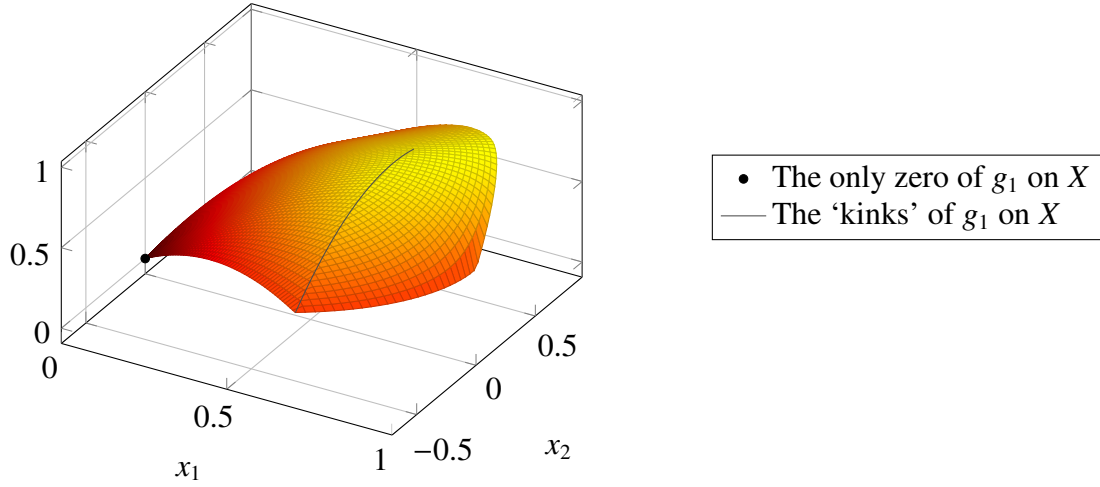 1
0.5
0
0
0.5
1
x₁
−0.5
0
0.5
x₂
The only zero of g₁ on X
The ‘kinks’ of g₁ on X